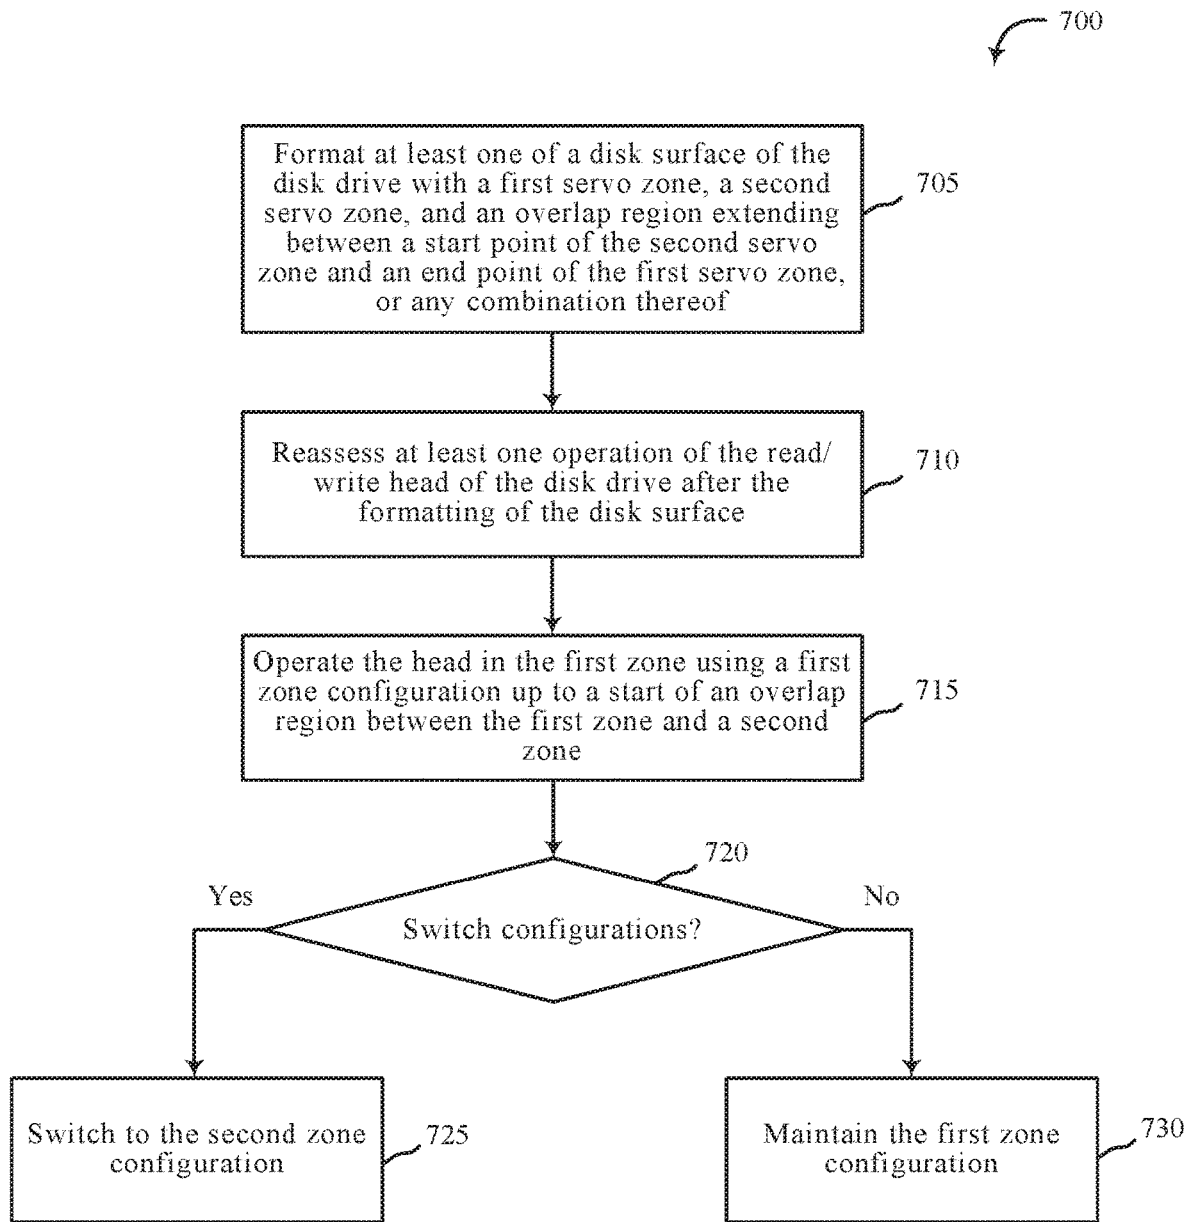 700
Format at least one of a disk surface of the
disk drive with a first servo zone, a second
servo zone, and an overlap region extending
between a start point of the second servo
zone and an end point of the first servo zone,
or any combination thereof
705
Reassess at least one operation of the read/
write head of the disk drive after the
formatting of the disk surface
710
Operate the head in the first zone using a first
zone configuration up to a start of an overlap
region between the first zone and a second
zone
715
720
Yes
No
Switch configurations?
Switch to the second zone
configuration
725
Maintain the first zone
configuration
730